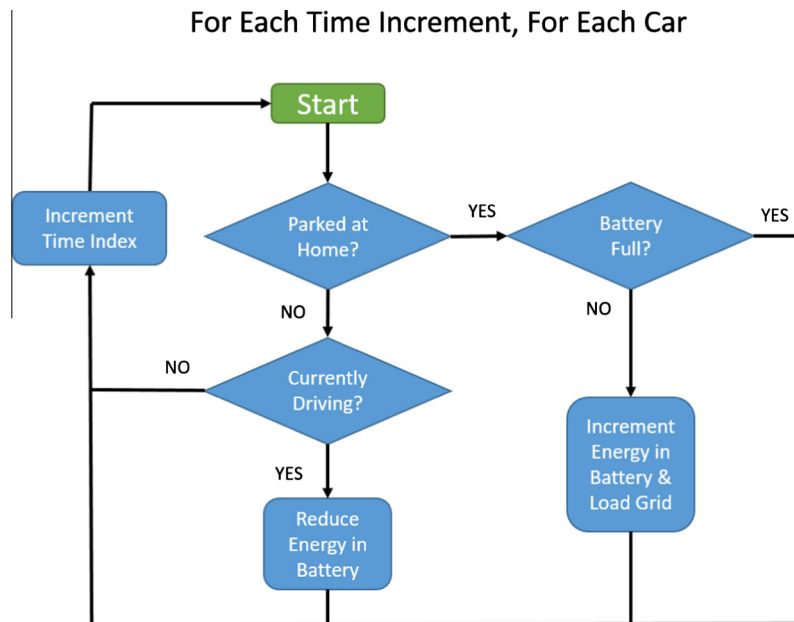 For Each Time Increment, For Each Car
Start
Increment
Time Index
Parked at
Home?
YES
Battery
Full?
YES
NO
NO
NO
Currently
Driving?
Increment
Energy in
Battery &
Load Grid
YES
Reduce
Energy in
Battery